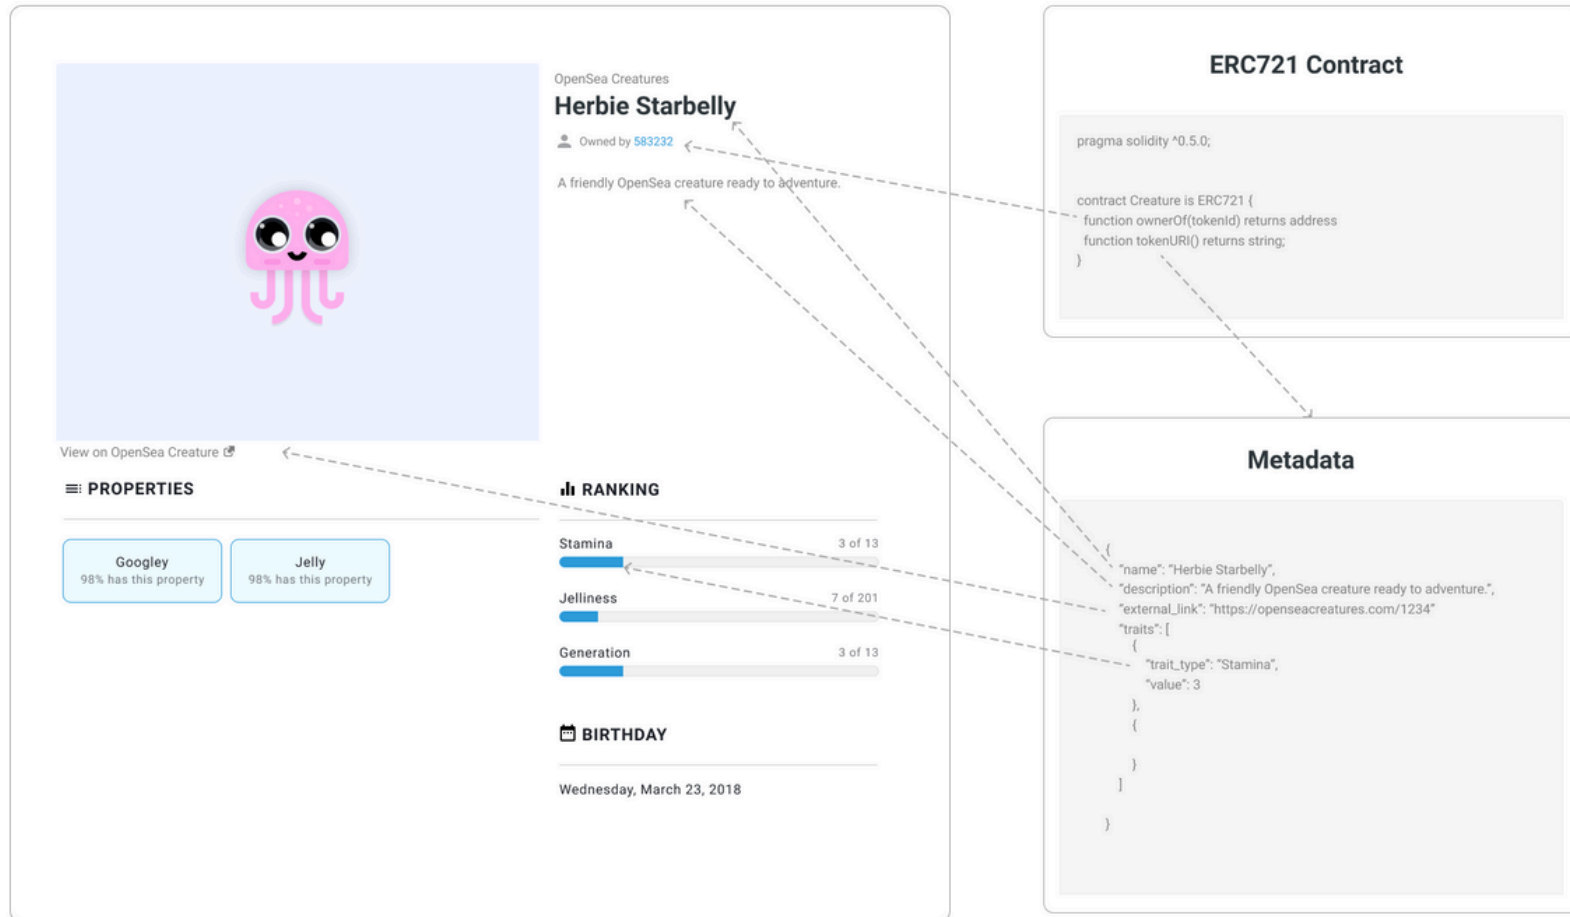 OpenSea Creatures
Herbie Starbelly
Owned by 583232
A friendly OpenSea creature ready to adventure.
View on OpenSea Creature
PROPERTIES
Googley
98% has this property
Jelly
98% has this property
RANKING
Stamina 3 of 13
Jelliness 7 of 201
Generation 3 of 13
BIRTHDAY
Wednesday, March 23, 2018
ERC721 Contract
pragma solidity ^0.5.0;
contract Creature is ERC721 {
function ownerOf(tokenId) returns address
function tokenURI() returns string;
}
Metadata
{
“name”: “Herbie Starbelly”,
“description”: “A friendly OpenSea creature ready to adventure.”,
“external_link”: “https://openseacreatures.com/1234”
“traits”: [
{
“trait_type”: “Stamina”,
“value”: 3
},
{
}
]
}